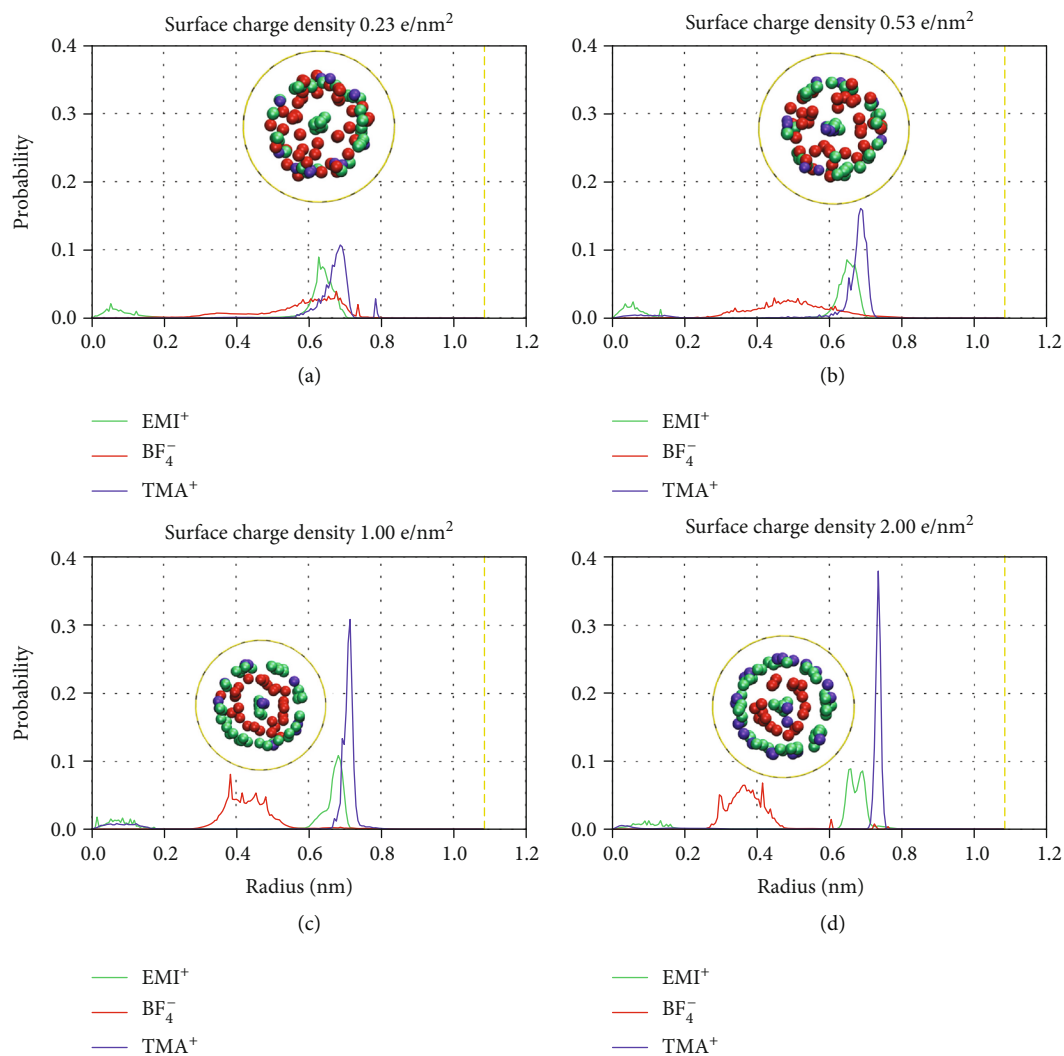 Surface charge density 0.23 e/nm²
0.4
0.3
0.2
0.1
0.0
Probability
0.0 0.2 0.4 0.6 0.8 1.0 1.2
(a)
EMI⁺
BF₄⁻
TMA⁺
Surface charge density 0.53 e/nm²
0.4
0.3
0.2
0.1
0.0
0.0 0.2 0.4 0.6 0.8 1.0 1.2
(b)
EMI⁺
BF₄⁻
TMA⁺
Surface charge density 1.00 e/nm²
0.4
0.3
0.2
0.1
0.0
Probability
0.0 0.2 0.4 0.6 0.8 1.0 1.2
Radius (nm)
(c)
EMI⁺
BF₄⁻
TMA⁺
Surface charge density 2.00 e/nm²
0.4
0.3
0.2
0.1
0.0
0.0 0.2 0.4 0.6 0.8 1.0 1.2
Radius (nm)
(d)
EMI⁺
BF₄⁻
TMA⁺